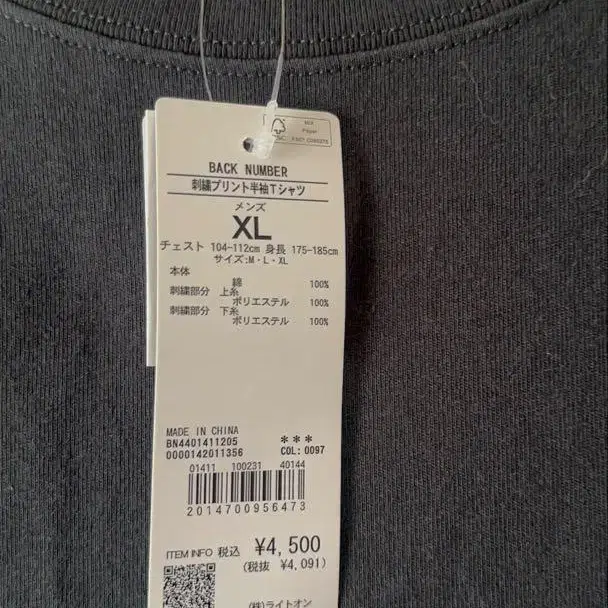 MIX
Paper
BACK NUMBER
刺繍プリント半袖Tシャツ
メンズ
XL
チェスト 104-112cm 身長 175-185cm
サイズ:M・L・XL
本体
綿 100%
刺繍部分 上糸
ポリエステル 100%
刺繍部分 下糸
ポリエステル 100%
MADE IN CHINA
BN4401411205 ***
0000142011356 COL: 0097
01411 100231 40144
2014700956473
ITEM INFO 税込 ¥4,500
(税抜 ¥4,091)
(株)ライトオン